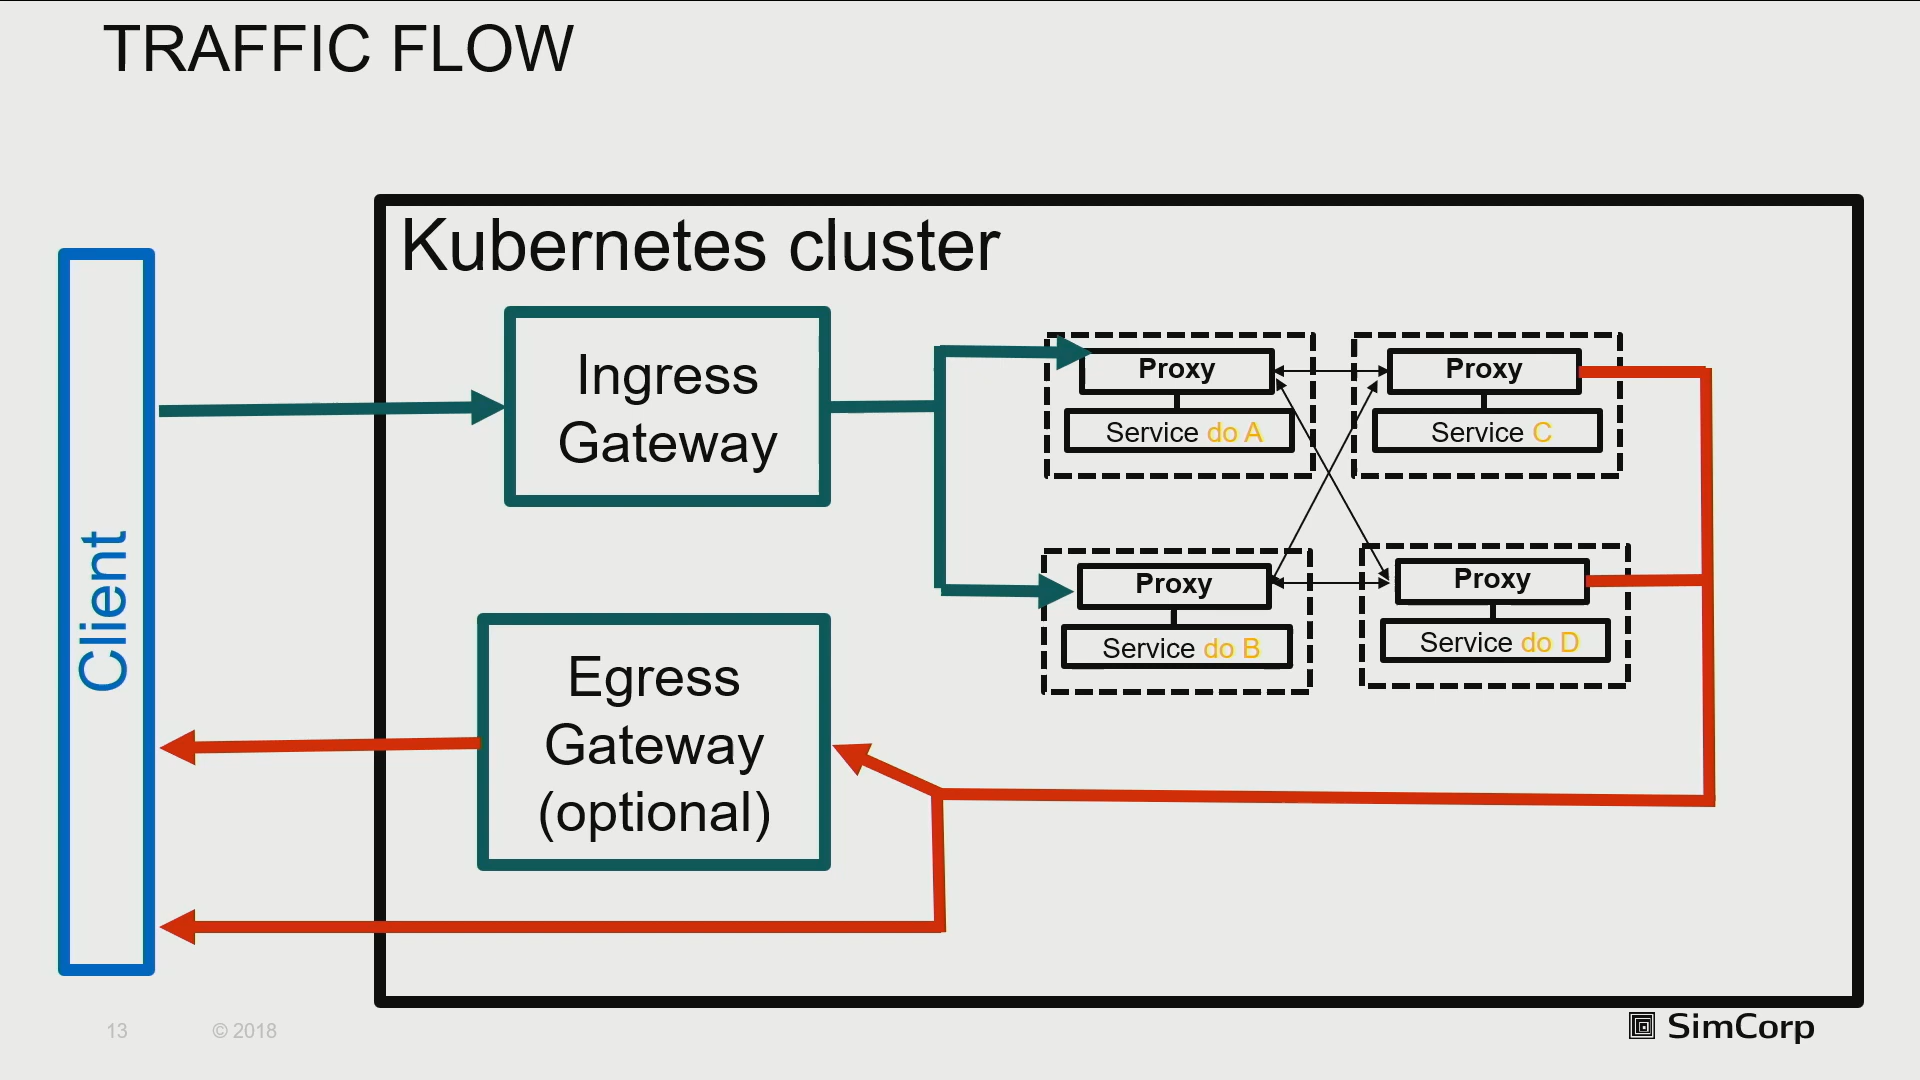 TRAFFIC FLOW
Kubernetes cluster
Client
Ingress
Gateway
Proxy
Service do A
Proxy
Service C
Proxy
Service do B
Proxy
Service do D
Egress
Gateway
(optional)
13
© 2018
SimCorp